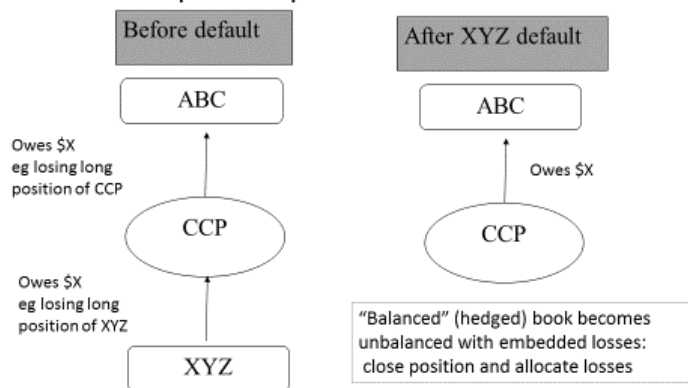 Before default
ABC
Owes $X
eg losing long
position of CCP
CCP
Owes $X
eg losing long
position of XYZ
XYZ
After XYZ default
ABC
Owes $X
CCP
“Balanced” (hedged) book becomes
unbalanced with embedded losses:
close position and allocate losses